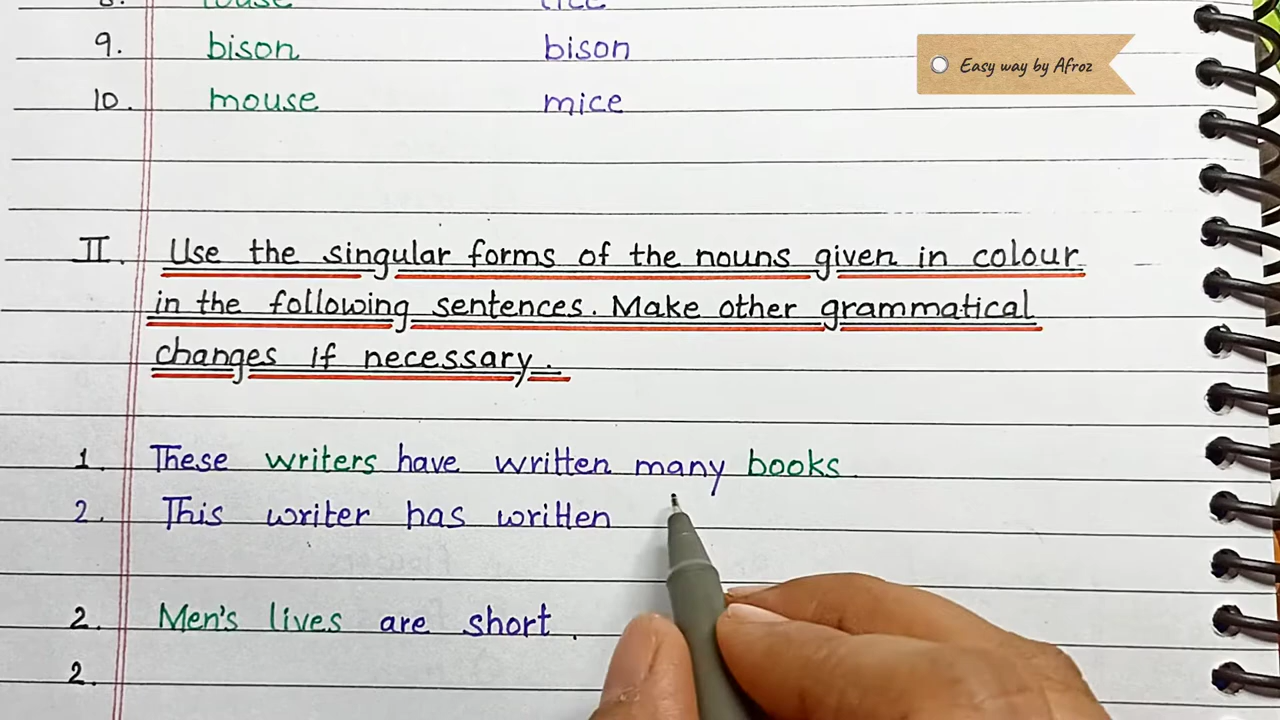 9. bison bison
Easy way by Afroz
10. mouse mice
II. Use the singular forms of the nouns given in colour
in the following sentences. Make other grammatical
changes if necessary.
1. These writers have written many books
2. This writer has written
2. Men's lives are short.
2.